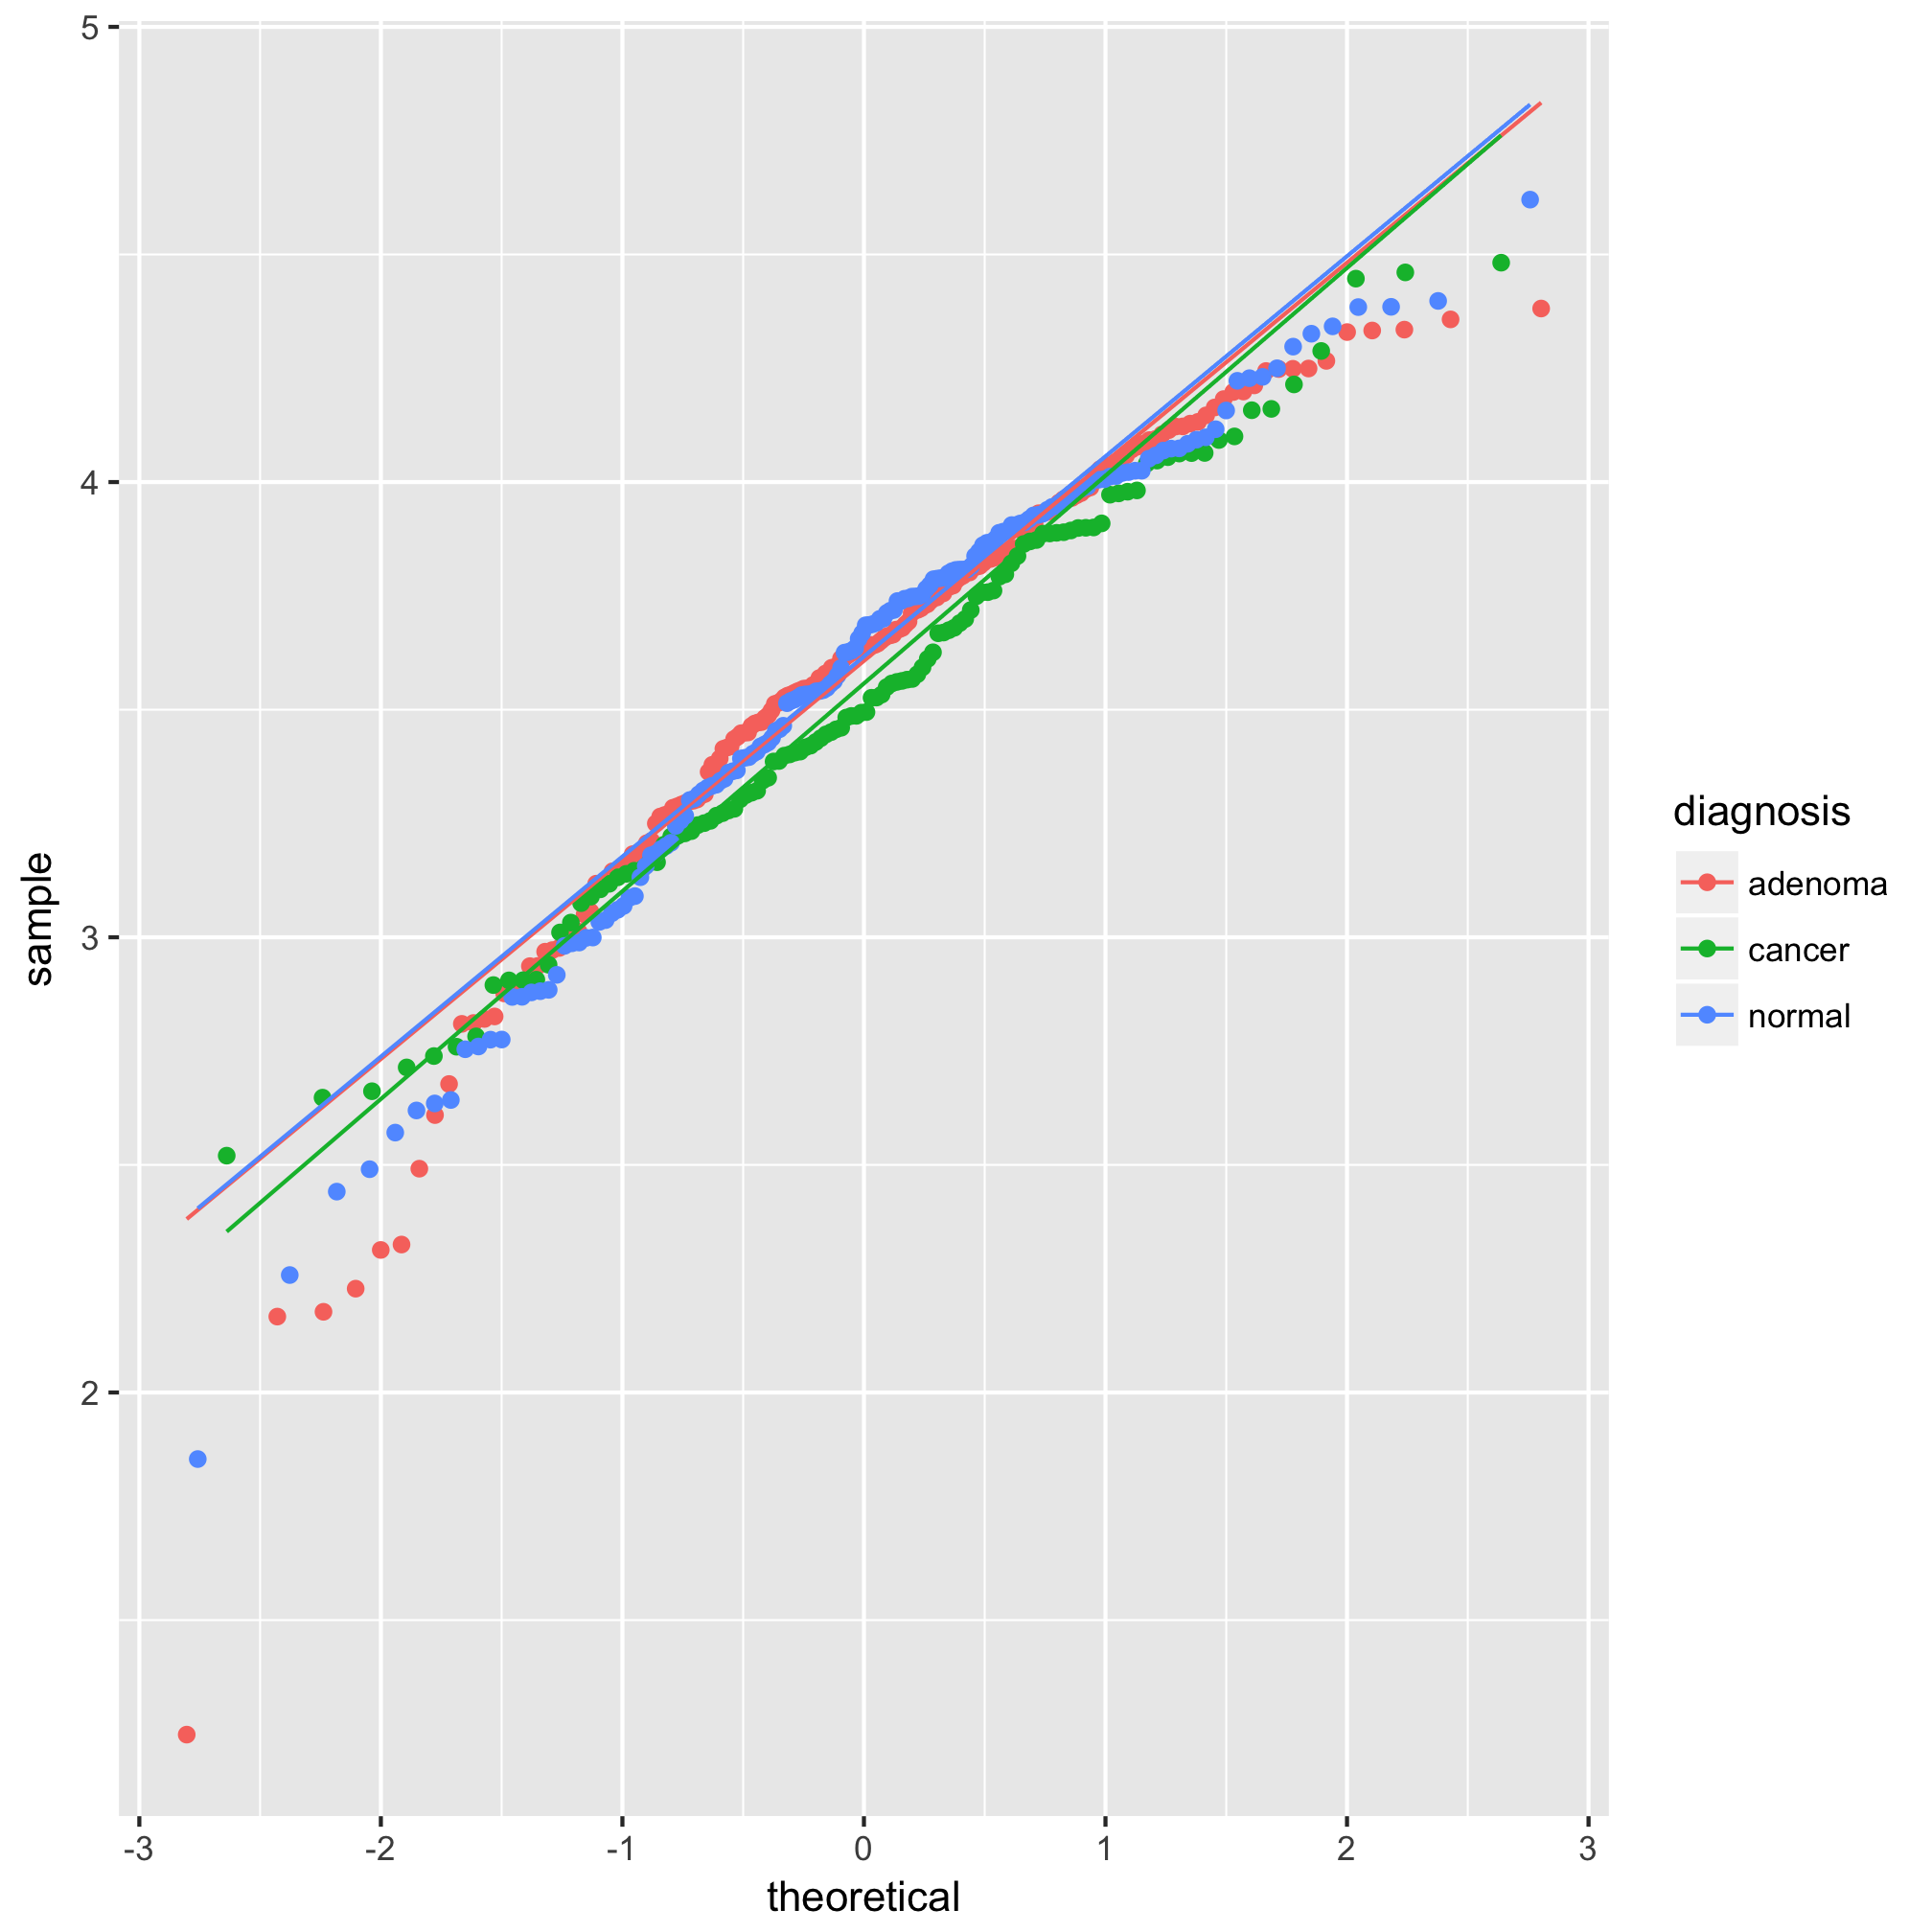 5
4
3
2
sample
-3 -2 -1 0 1 2 3
theoretical
diagnosis
adenoma
cancer
normal